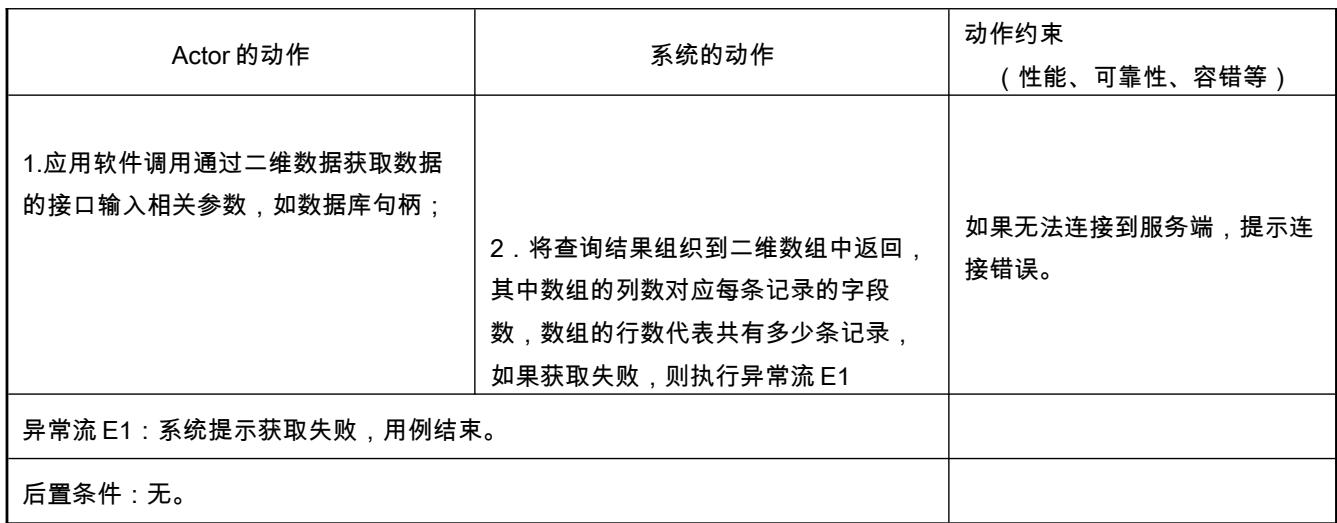 Actor 的动作
系统的动作
动作约束
（性能、可靠性、容错等）
1.应用软件调用通过二维数据获取数据
的接口输入相关参数，如数据库句柄；
2．将查询结果组织到二维数组中返回，
其中数组的列数对应每条记录的字段
数，数组的行数代表共有多少条记录，
如果获取失败，则执行异常流 E1
如果无法连接到服务端，提示连
接错误。
异常流 E1：系统提示获取失败，用例结束。
后置条件：无。